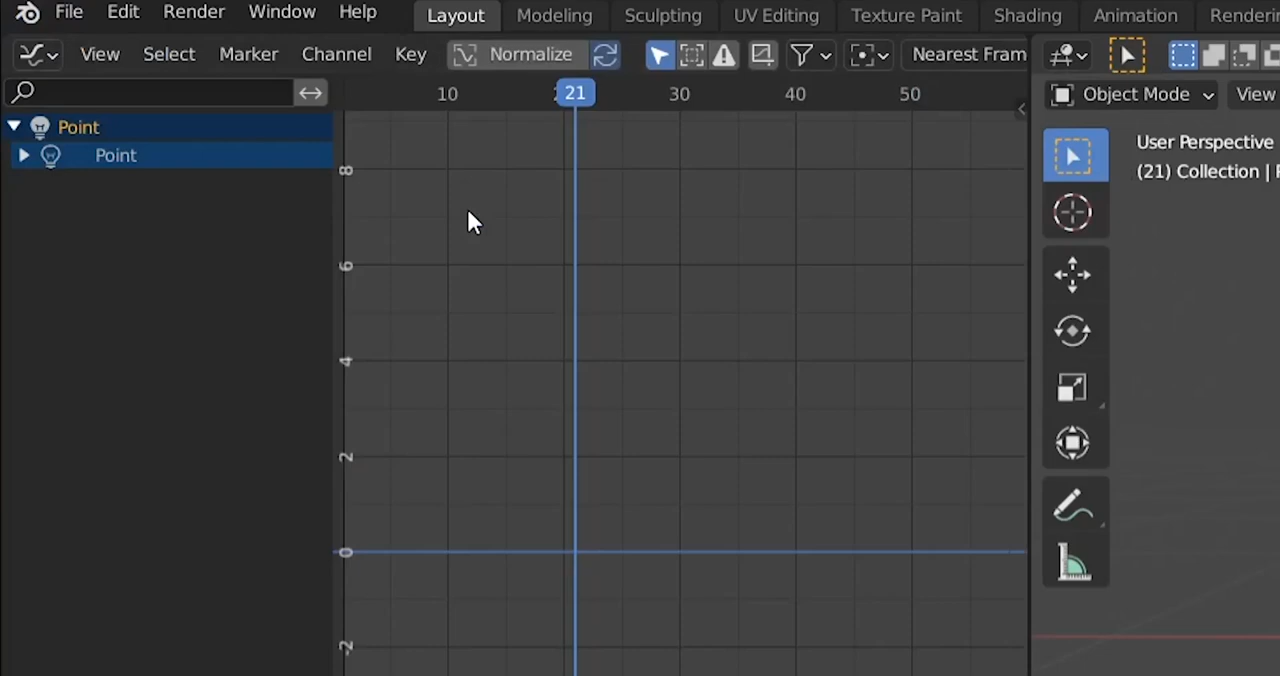 File Edit Render Window Help Layout Modeling Sculpting UV Editing Texture Paint Shading Animation
View Select Marker Channel Key Normalize Nearest Fram
10 21 30 40 50 Object Mode View
Point
Point
User Perspective
(21) Collection |
8
6
4
2
0
-2